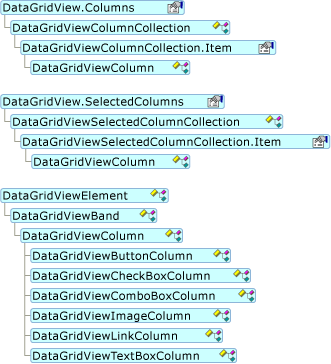 DataGridView.Columns
DataGridViewColumnCollection
DataGridViewColumnCollection.Item
DataGridViewColumn
DataGridView.SelectedColumns
DataGridViewSelectedColumnCollection
DataGridViewSelectedColumnCollection.Item
DataGridViewColumn
DataGridViewElement
DataGridViewBand
DataGridViewColumn
DataGridViewButtonColumn
DataGridViewCheckBoxColumn
DataGridViewComboBoxColumn
DataGridViewImageColumn
DataGridViewLinkColumn
DataGridViewTextBoxColumn